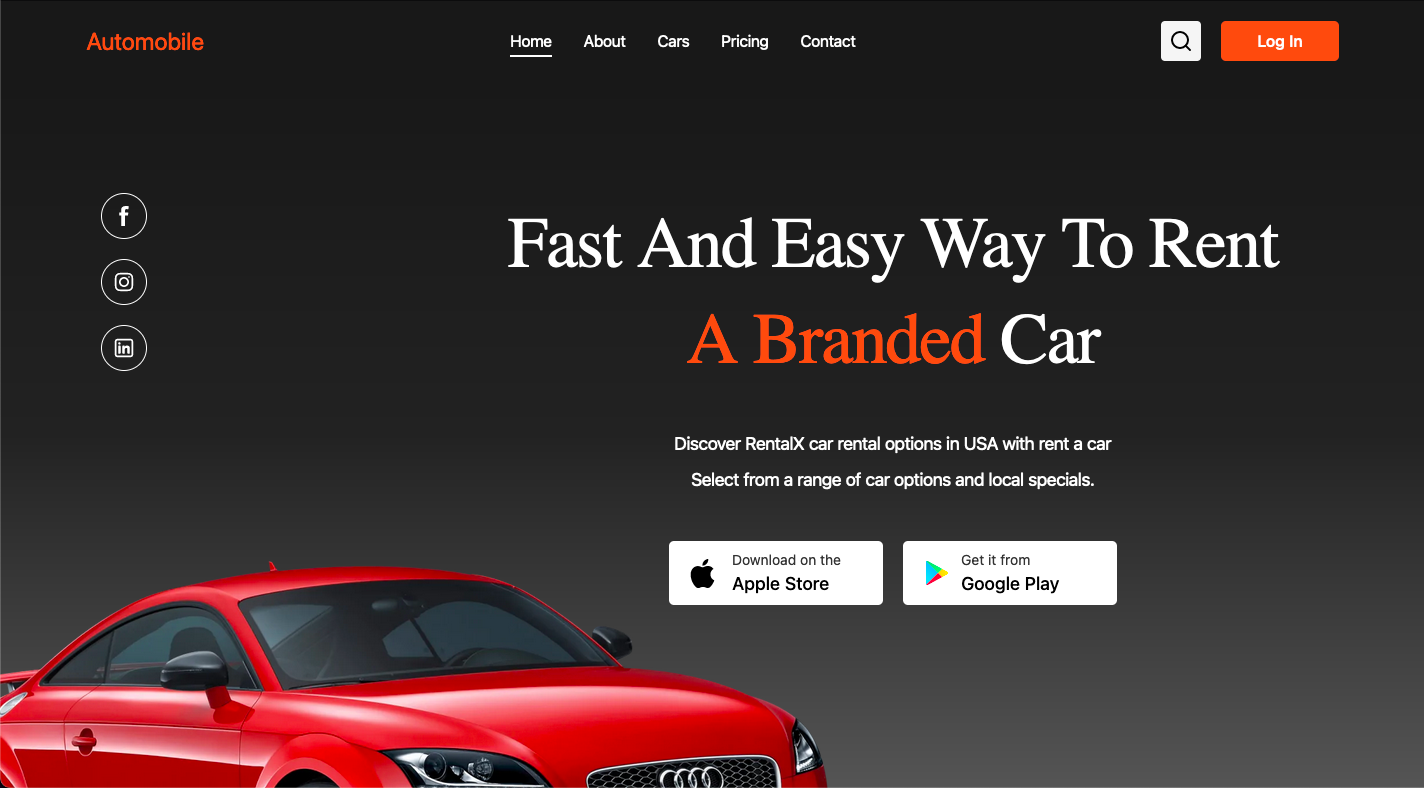 Automobile
Home
About
Cars
Pricing
Contact
Log In
Fast And Easy Way To Rent
A Branded Car
Discover RentalX car rental options in USA with rent a car
Select from a range of car options and local specials.
Download on the
Apple Store
Get it from
Google Play